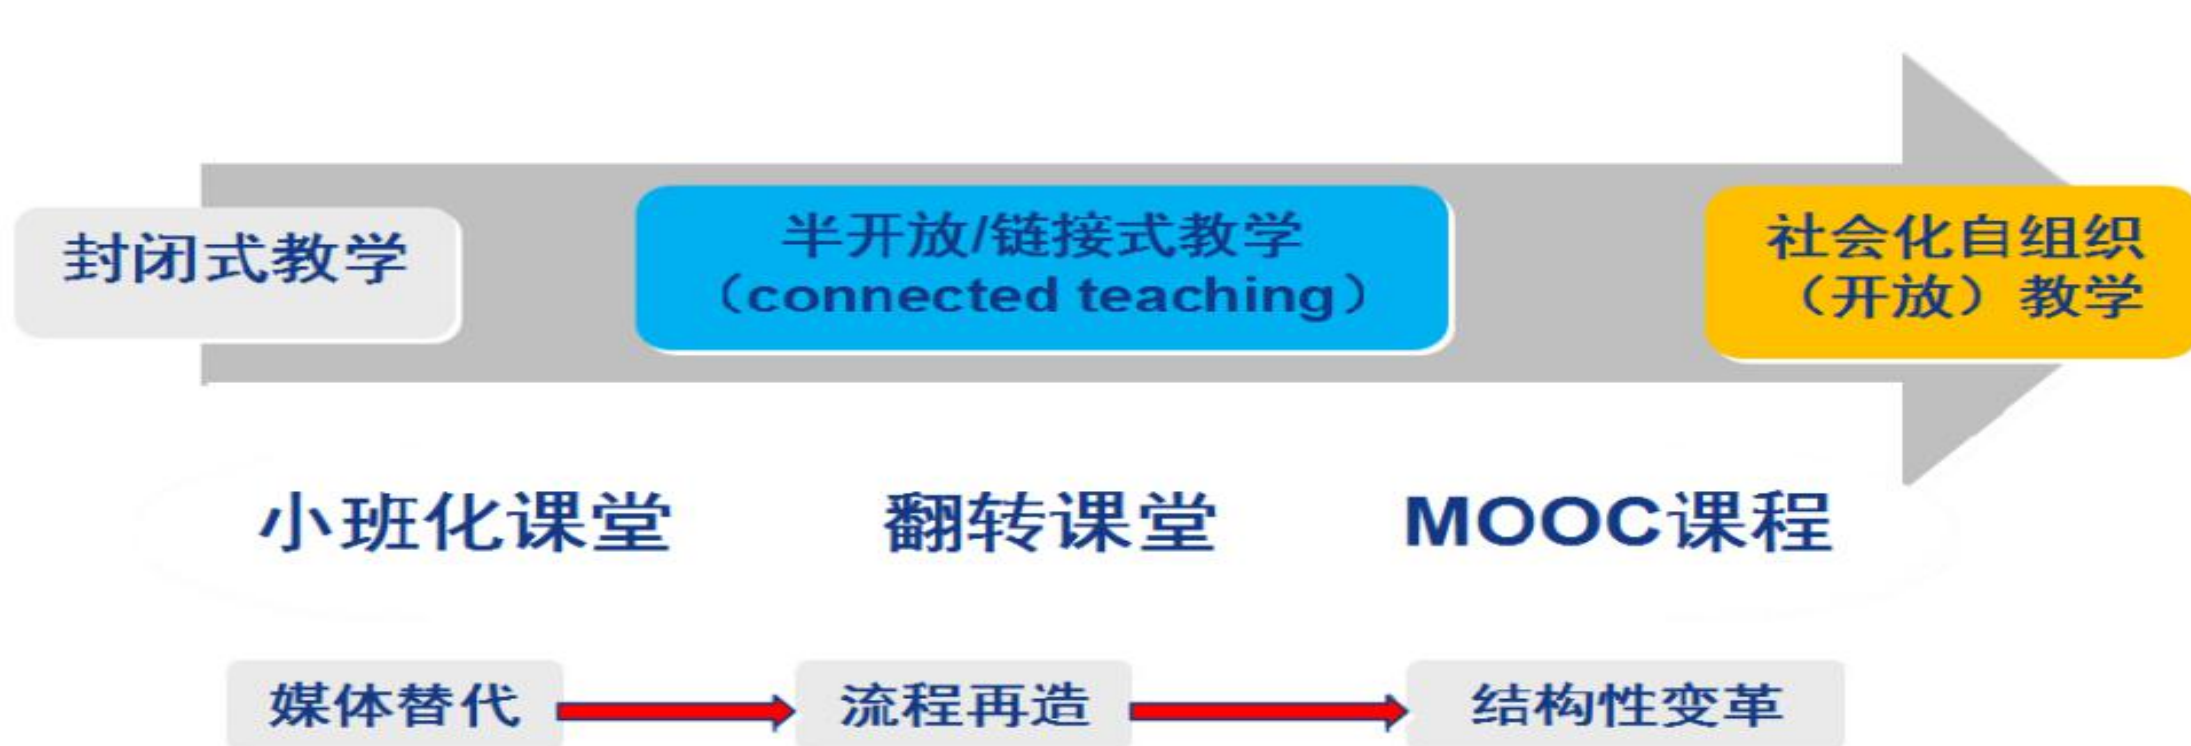 封闭式教学
半开放/链接式教学
（connected teaching）
社会化自组织
（开放）教学
小班化课堂
翻转课堂
MOOC课程
媒体替代
流程再造
结构性变革